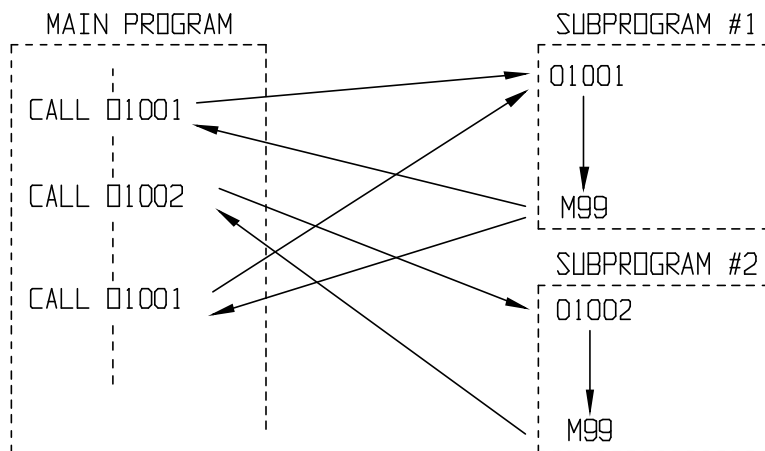 MAIN PROGRAM
CALL O1001
CALL O1002
CALL O1001
SUBPROGRAM #1
O1001
M99
SUBPROGRAM #2
O1002
M99